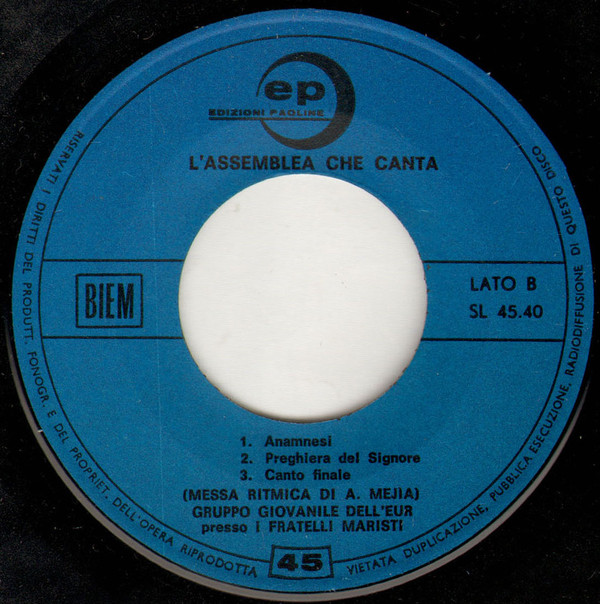 ep
EDIZIONI PAOLINE
L'ASSEMBLEA CHE CANTA
BIEM
LATO B
SL 45.40
1. Anamnesi
2. Preghiera del Signore
3. Canto finale
(MESSA RITMICA DI A. MEJIA)
GRUPPO GIOVANILE DELL'EUR
presso i FRATELLI MARISTI
45
RISERVATI I DIRITTI DEL PRODUTT. FONOGR. E DEL PROPRIET. DELL'OPERA RIPRODOTTA
VIETATA DUPLICAZIONE, PUBBLICA ESECUZIONE, RADIODIFFUSIONE DI QUESTO DISCO